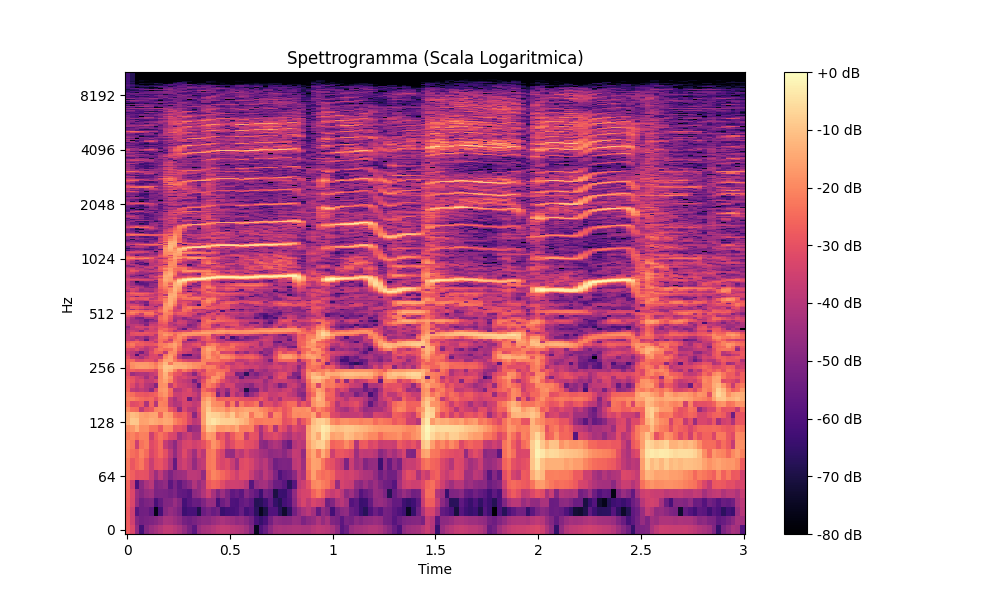 Spettrogramma (Scala Logaritmica)
Hz
8192
4096
2048
1024
512
256
128
64
0
0
0.5
1
1.5
2
2.5
3
Time
+0 dB
-10 dB
-20 dB
-30 dB
-40 dB
-50 dB
-60 dB
-70 dB
-80 dB